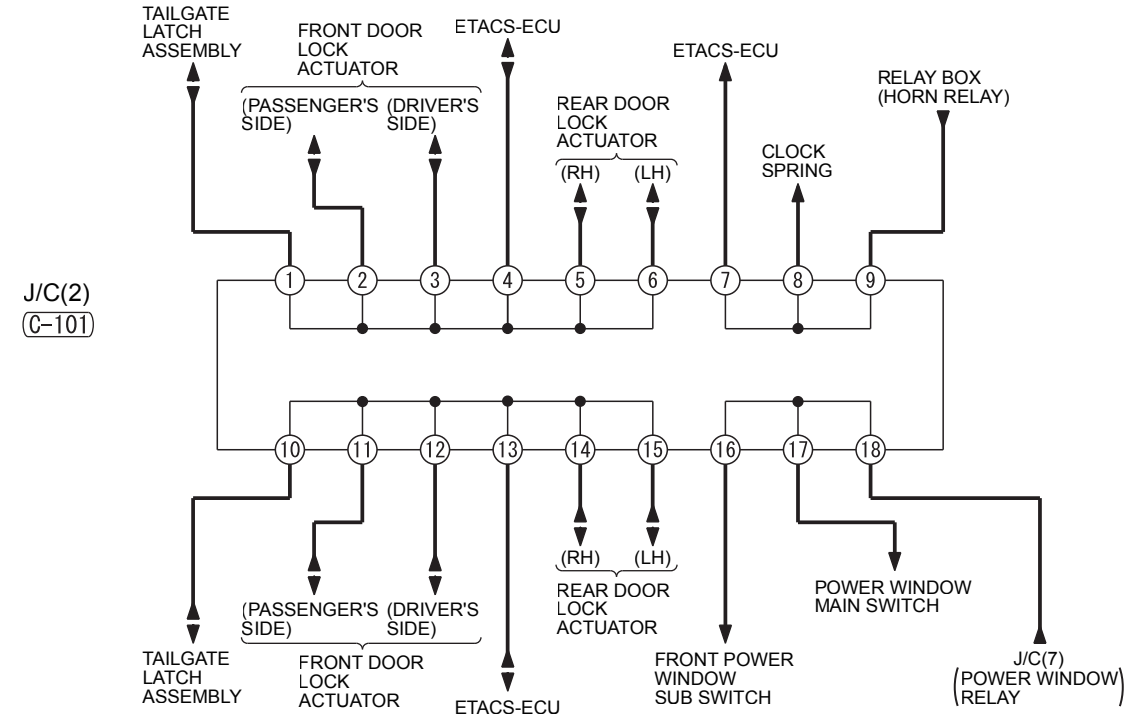 TAILGATE
LATCH
ASSEMBLY
FRONT DOOR
LOCK
ACTUATOR
(PASSENGER'S
SIDE)
(DRIVER'S
SIDE)
ETACS-ECU
REAR DOOR
LOCK
ACTUATOR
(RH)
(LH)
ETACS-ECU
CLOCK
SPRING
RELAY BOX
(HORN RELAY)
J/C(2)
(C-101)
1 2 3 4 5 6 7 8 9
10 11 12 13 14 15 16 17 18
TAILGATE
LATCH
ASSEMBLY
(PASSENGER'S
SIDE)
(DRIVER'S
SIDE)
FRONT DOOR
LOCK
ACTUATOR
ETACS-ECU
(RH)
(LH)
REAR DOOR
LOCK
ACTUATOR
FRONT POWER
WINDOW
SUB SWITCH
POWER WINDOW
MAIN SWITCH
J/C(7)
(POWER WINDOW
RELAY)